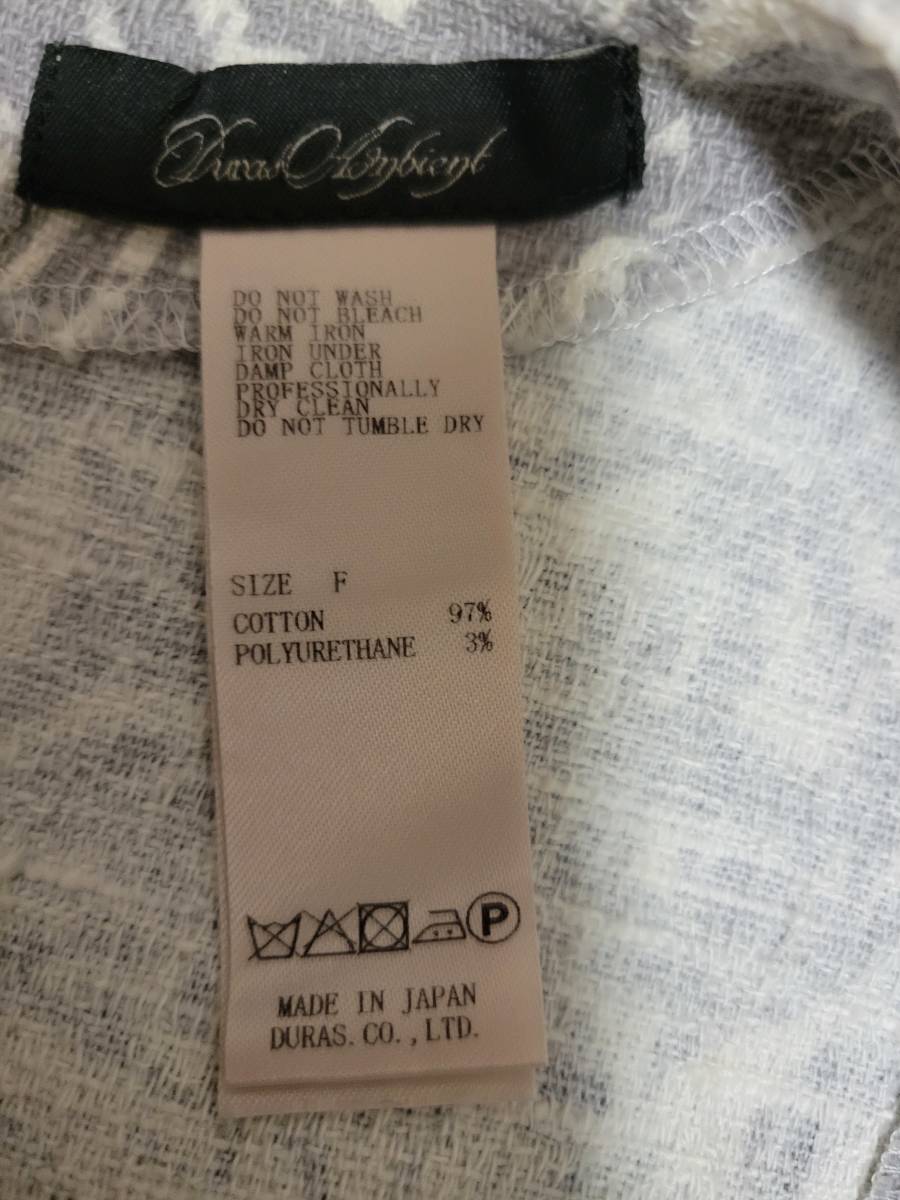 Duras Ambient
DO NOT WASH
DO NOT BLEACH
WARM IRON
IRON UNDER
DAMP CLOTH
PROFESSIONALLY
DRY CLEAN
DO NOT TUMBLE DRY
SIZE F
COTTON 97%
POLYURETHANE 3%
P
MADE IN JAPAN
DURAS.CO.,LTD.